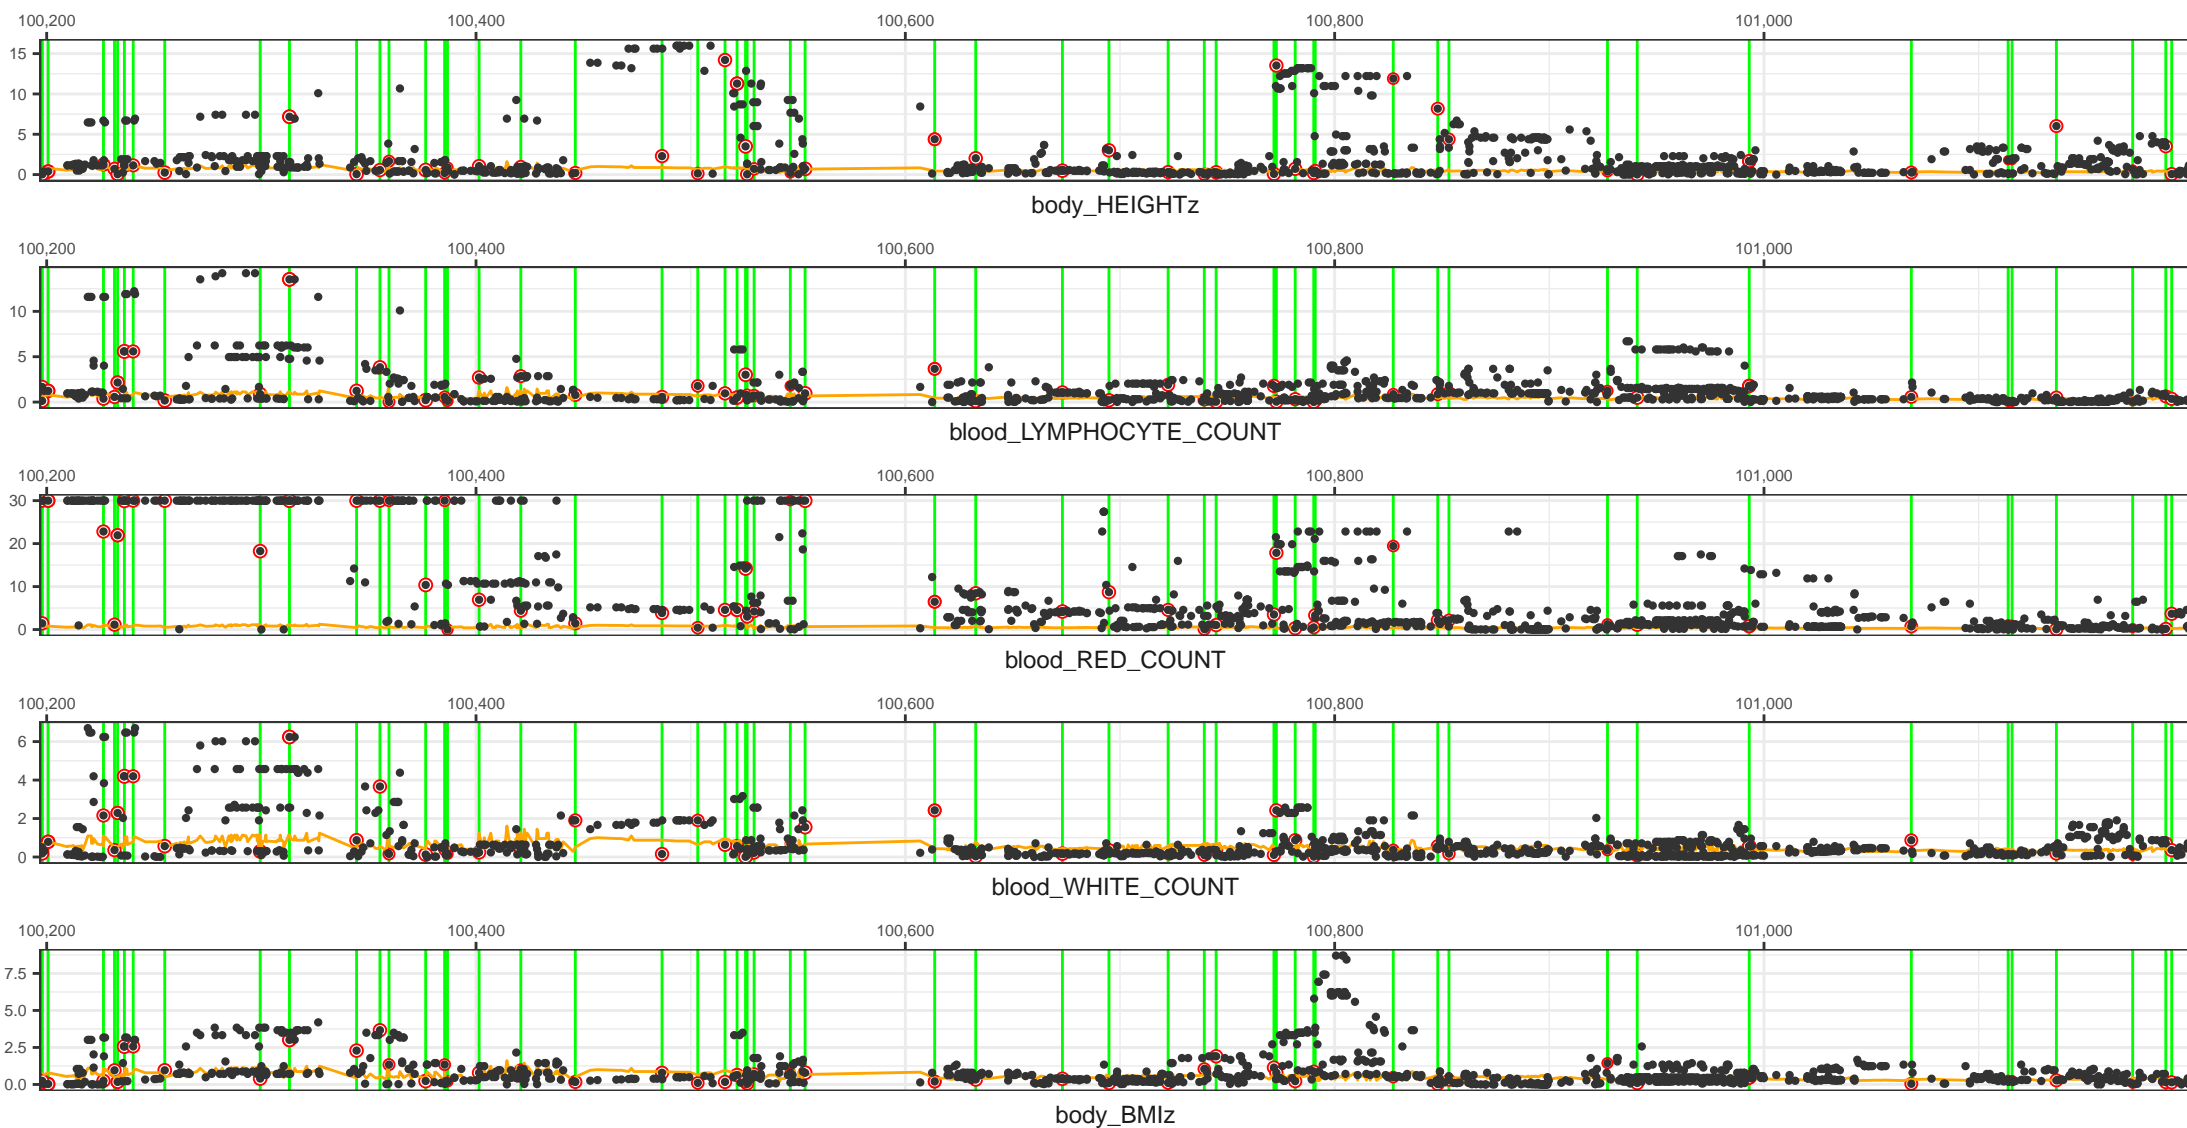 100,200 100,400 100,600 100,800 101,000
15
10
5
0
body_HEIGHTz
100,200 100,400 100,600 100,800 101,000
10
5
0
blood_LYMPHOCYTE_COUNT
100,200 100,400 100,600 100,800 101,000
30
20
10
0
blood_RED_COUNT
100,200 100,400 100,600 100,800 101,000
6
4
2
0
blood_WHITE_COUNT
100,200 100,400 100,600 100,800 101,000
7.5
5.0
2.5
0.0
body_BMIz